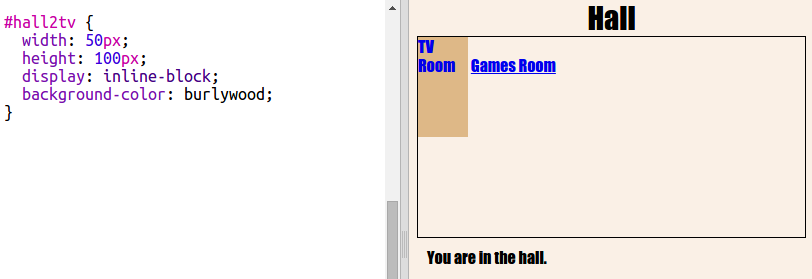 #hall2tv {
width: 50px;
height: 100px;
display: inline-block;
background-color: burlywood;
}
Hall
TV
Room Games Room
You are in the hall.